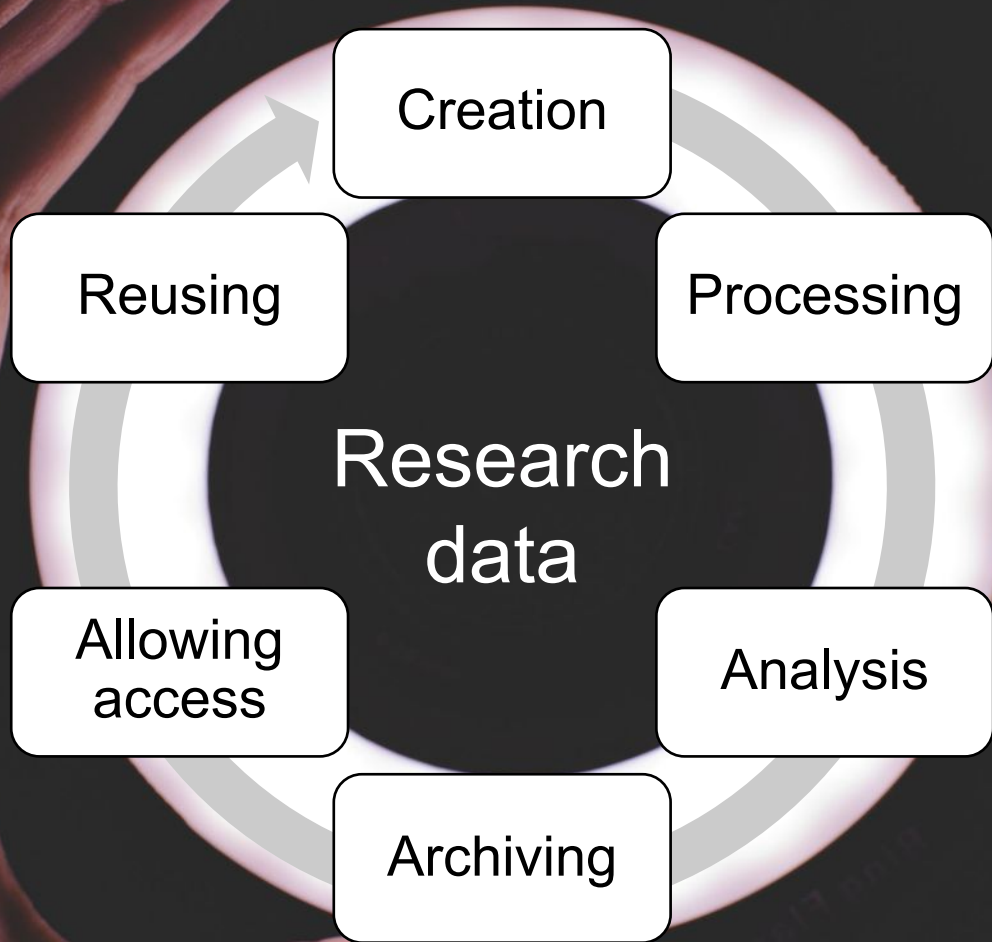 Creation
Processing
Analysis
Archiving
Allowing
access
Reusing
Research
data